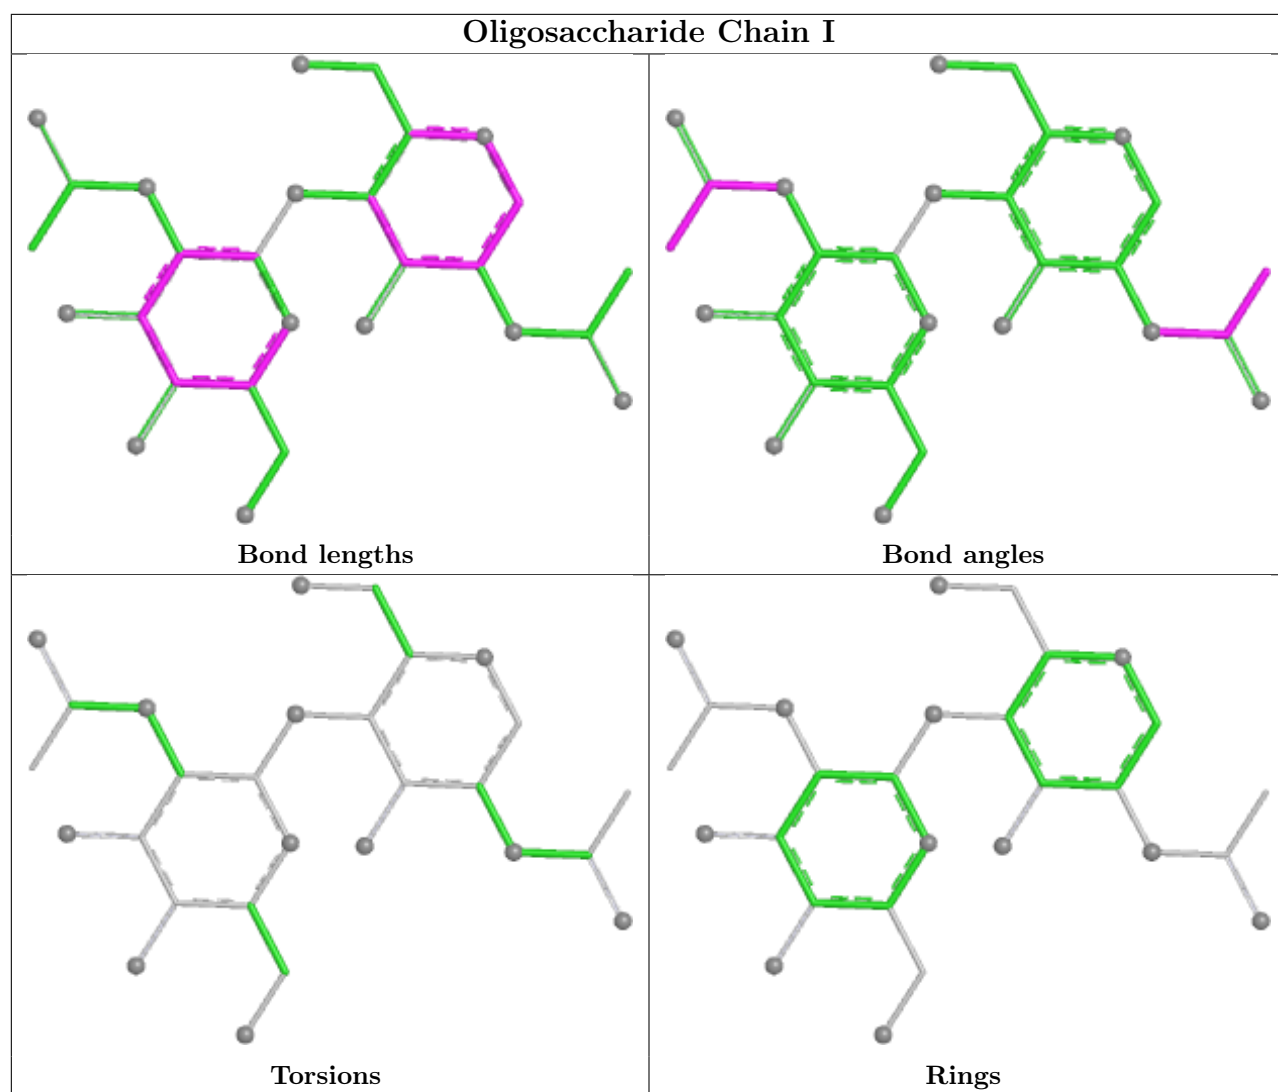 Oligosaccharide Chain I
Bond lengths
Bond angles
Torsions
Rings